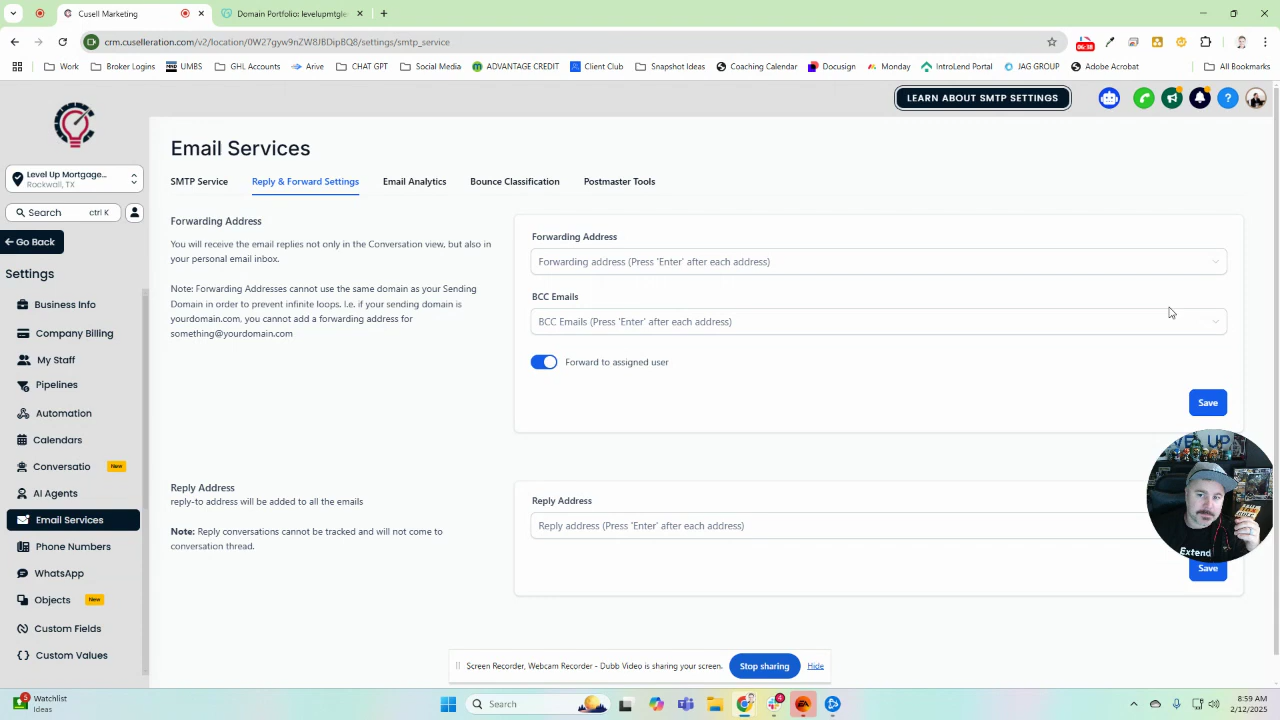 Cusell Marketing
Domain Portfolio: levelupmtgle
crm.cuselleration.com/v2/location/0W27gyw9nZW8JBDipBQ8/settings/smtp_service
06:38
Work
Broker Logins
UMBS
GHL Accounts
Arive
CHAT GPT
Social Media
ADVANTAGE CREDIT
Client Club
Snapshot Ideas
Coaching Calendar
Docusign
Monday
IntroLend Portal
JAG GROUP
Adobe Acrobat
All Bookmarks
LEARN ABOUT SMTP SETTINGS
Level Up Mortgage...
Rockwall, TX
Search
ctrl K
Go Back
Settings
Business Info
Company Billing
My Staff
Pipelines
Automation
Calendars
Conversatio
New
AI Agents
Email Services
Phone Numbers
WhatsApp
Objects
New
Custom Fields
Custom Values
Email Services
SMTP Service
Reply & Forward Settings
Email Analytics
Bounce Classification
Postmaster Tools
Forwarding Address
You will receive the email replies not only in the Conversation view, but also in
your personal email inbox.
Note: Forwarding Addresses cannot use the same domain as your Sending
Domain in order to prevent infinite loops. I.e. if your sending domain is
yourdomain.com, you cannot add a forwarding address for
something@yourdomain.com
Forwarding Address
Forwarding address (Press 'Enter' after each address)
BCC Emails
BCC Emails (Press 'Enter' after each address)
Forward to assigned user
Save
Reply Address
reply-to address will be added to all the emails
Note: Reply conversations cannot be tracked and will not come to
conversation thread.
Reply Address
Reply address (Press 'Enter' after each address)
Save
Extend
Screen Recorder, Webcam Recorder - Dubb Video is sharing your screen.
Stop sharing
Hide
5
Watchlist
Ideas
Search
4
8:59 AM
2/12/2025